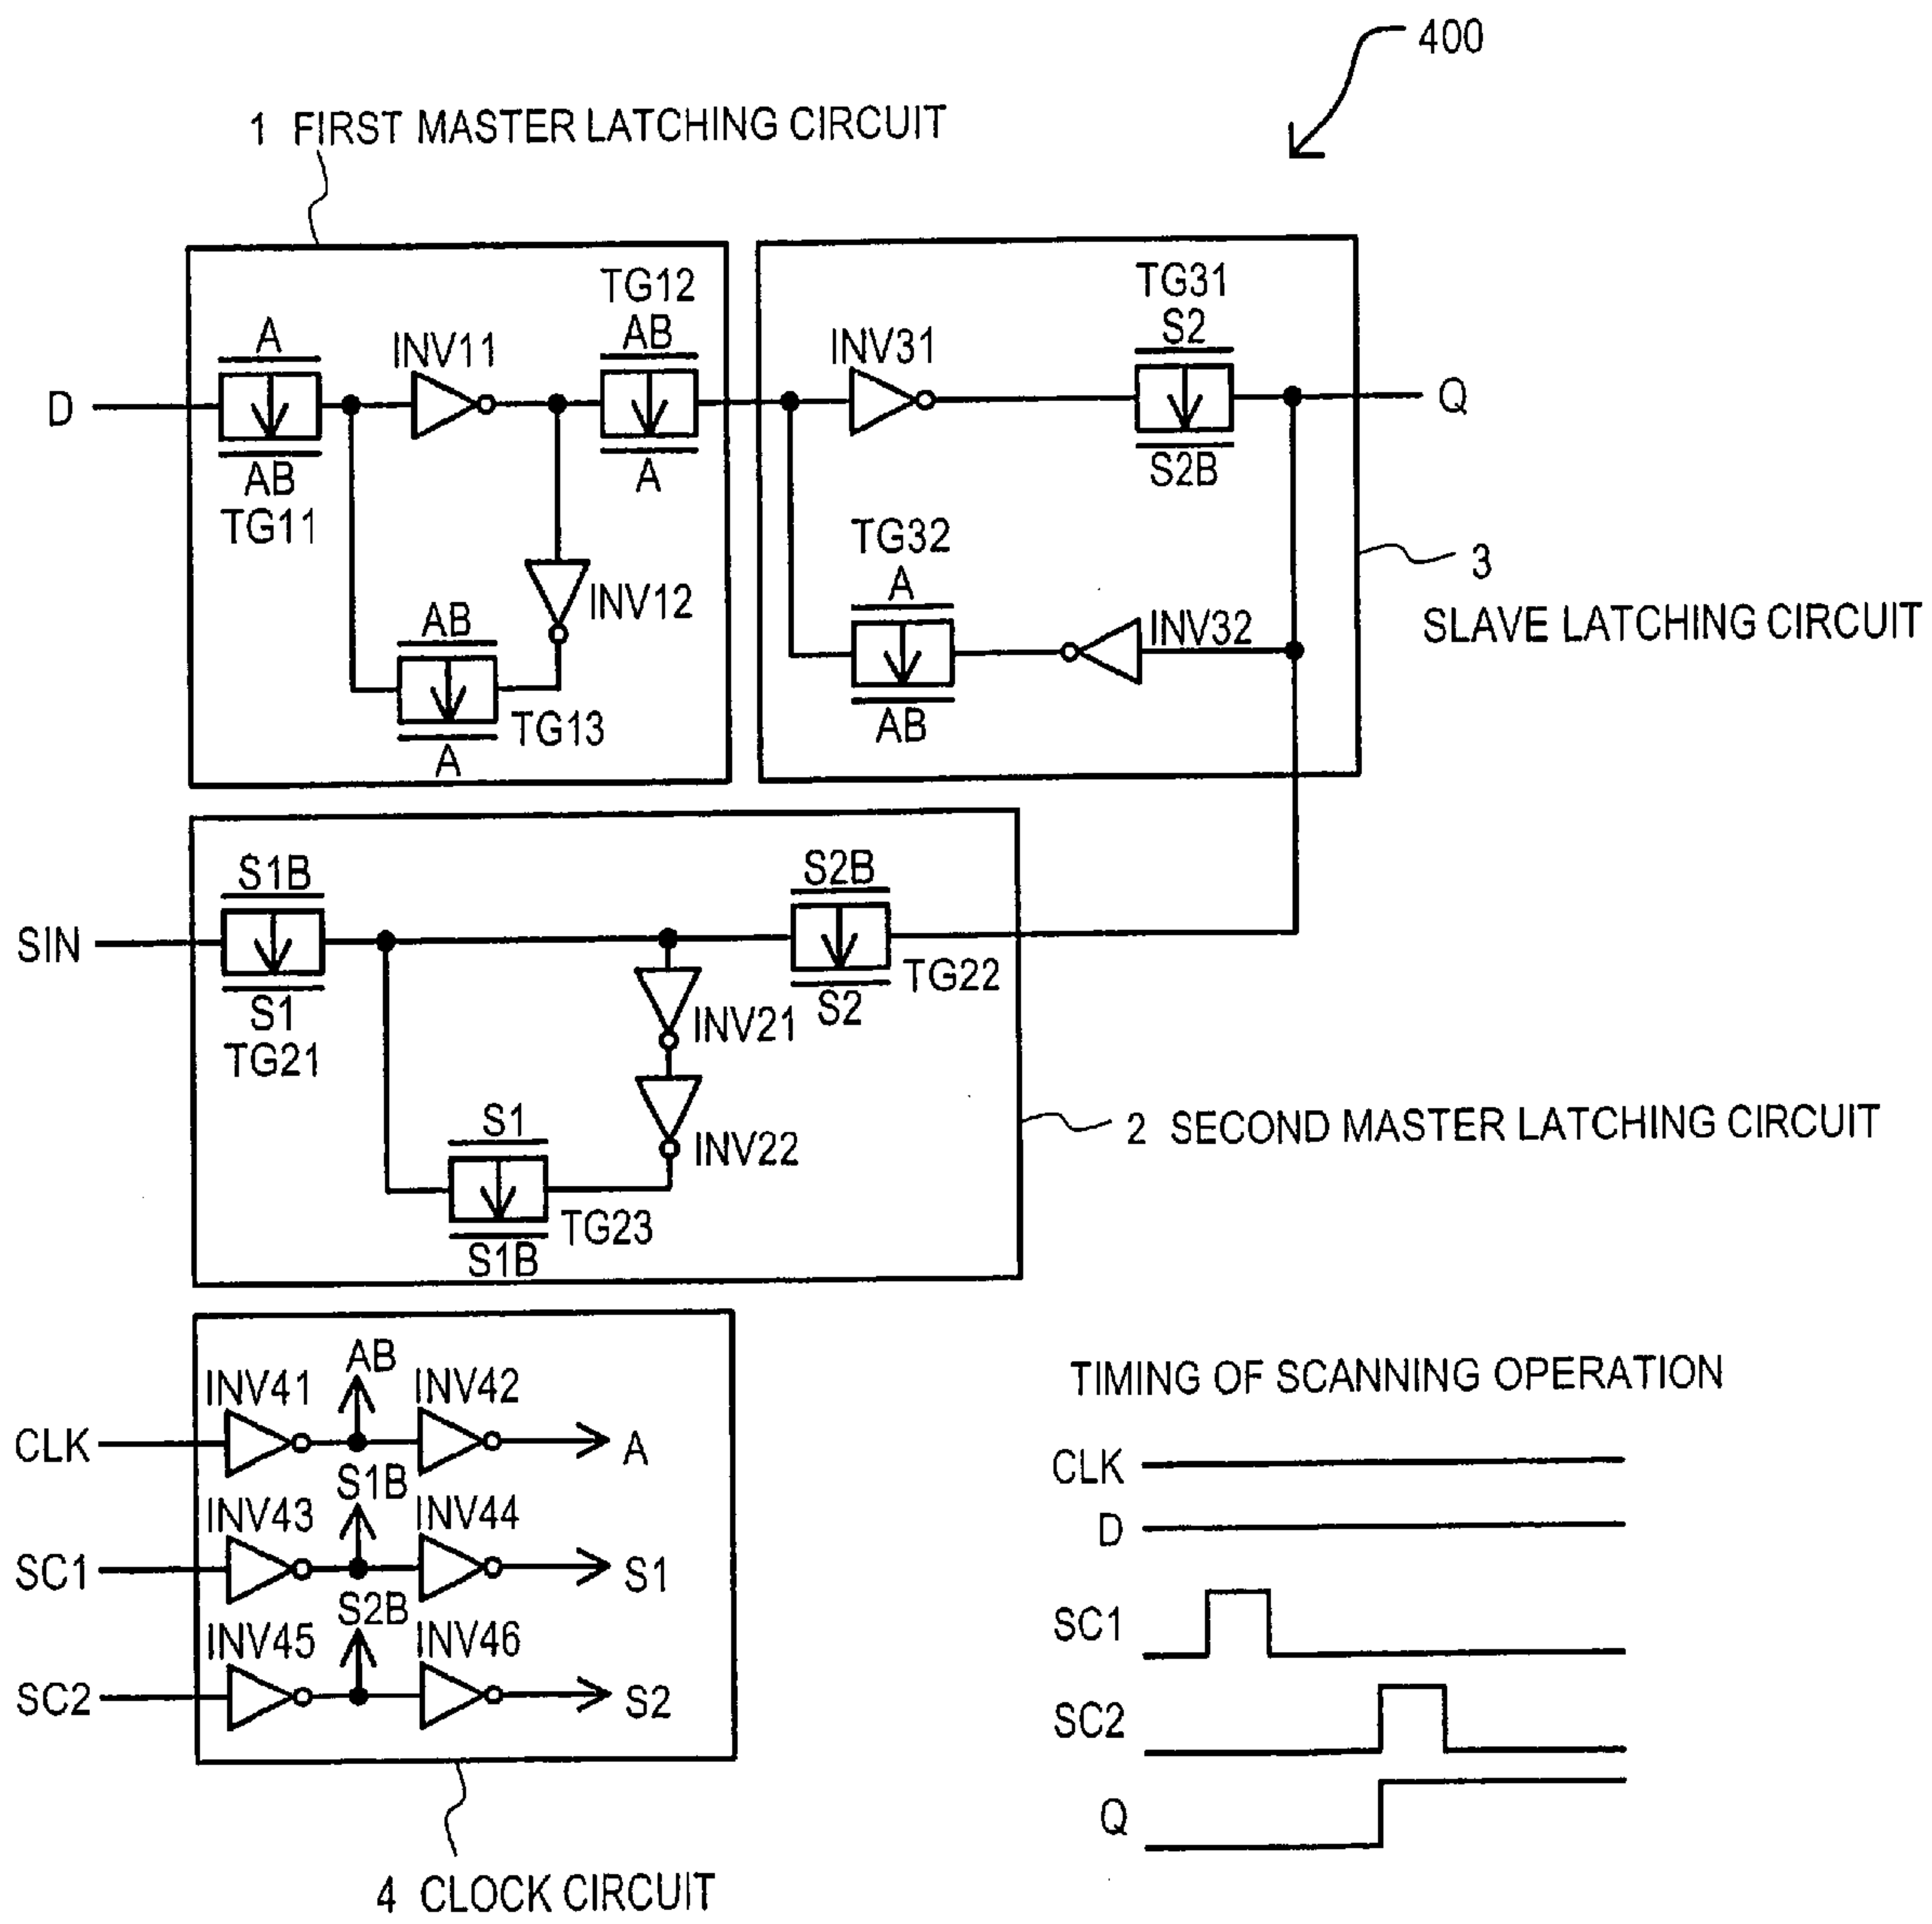 400
1 FIRST MASTER LATCHING CIRCUIT
TG12
TG31
A
INV11
AB
INV31
S2
D
Q
AB
A
S2B
TG11
TG32
3
AB
INV12
A
INV32
SLAVE LATCHING CIRCUIT
TG13
AB
A
S1B
S2B
SIN
TG22
S1
INV21
S2
TG21
S1
INV22
2 SECOND MASTER LATCHING CIRCUIT
TG23
S1B
AB
INV41
INV42
TIMING OF SCANNING OPERATION
CLK
A
CLK
S1B
INV43
INV44
D
SC1
S1
SC1
S2B
INV45
INV46
SC2
S2
SC2
Q
4 CLOCK CIRCUIT